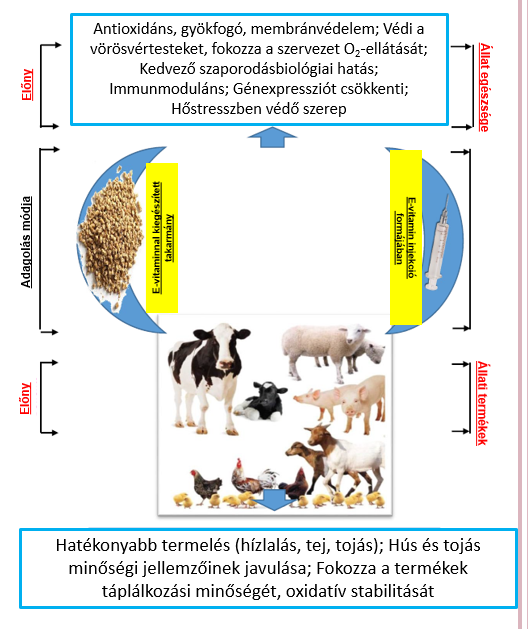 Antioxidáns, gyökfogó, membránvédelem; Védi a
vörösvértesteket, fokozza a szervezet O₂-ellátását;
Kedvező szaporodásbiológiai hatás;
Immunmoduláns; Génexpressziót csökkenti;
Hőstresszben védő szerep
Előny
Állat egészsége
Adagolás módja
E-vitaminnal kiegészített
takarmány
E-vitamin injekció
formájában
Előny
Állati termékek
Hatékonyabb termelés (hízlalás, tej, tojás); Hús és tojás
minőségi jellemzőinek javulása; Fokozza a termékek
táplálkozási minőségét, oxidatív stabilitását